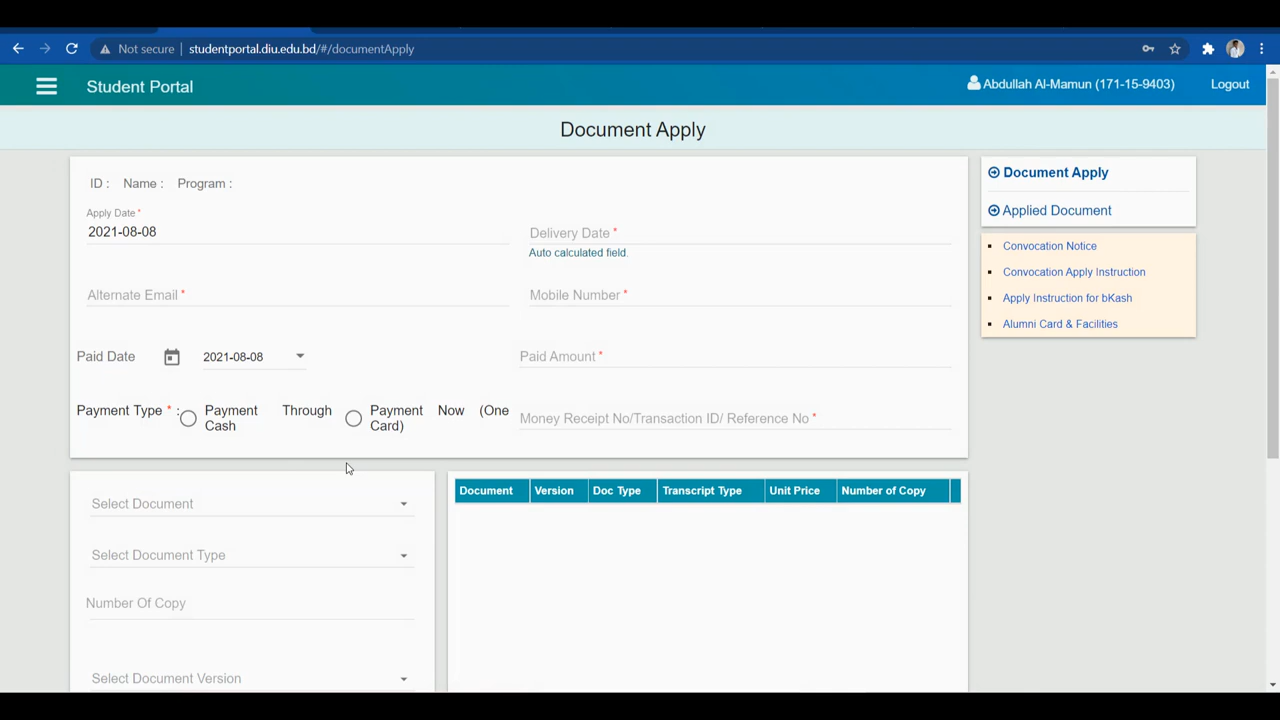 Not secure studentportal.diu.edu.bd/#/documentApply
Student Portal
Abdullah Al-Mamun (171-15-9403) Logout
Document Apply
ID : Name : Program :
Apply Date *
2021-08-08
Delivery Date *
Auto calculated field.
Alternate Email *
Mobile Number *
Paid Date 2021-08-08
Paid Amount *
Payment Type * : Payment Through Cash Payment Now (One Card)
Money Receipt No/Transaction ID/ Reference No *
Select Document
Select Document Type
Number Of Copy
Select Document Version
Document Version Doc Type Transcript Type Unit Price Number of Copy
Document Apply
Applied Document
Convocation Notice
Convocation Apply Instruction
Apply Instruction for bKash
Alumni Card & Facilities